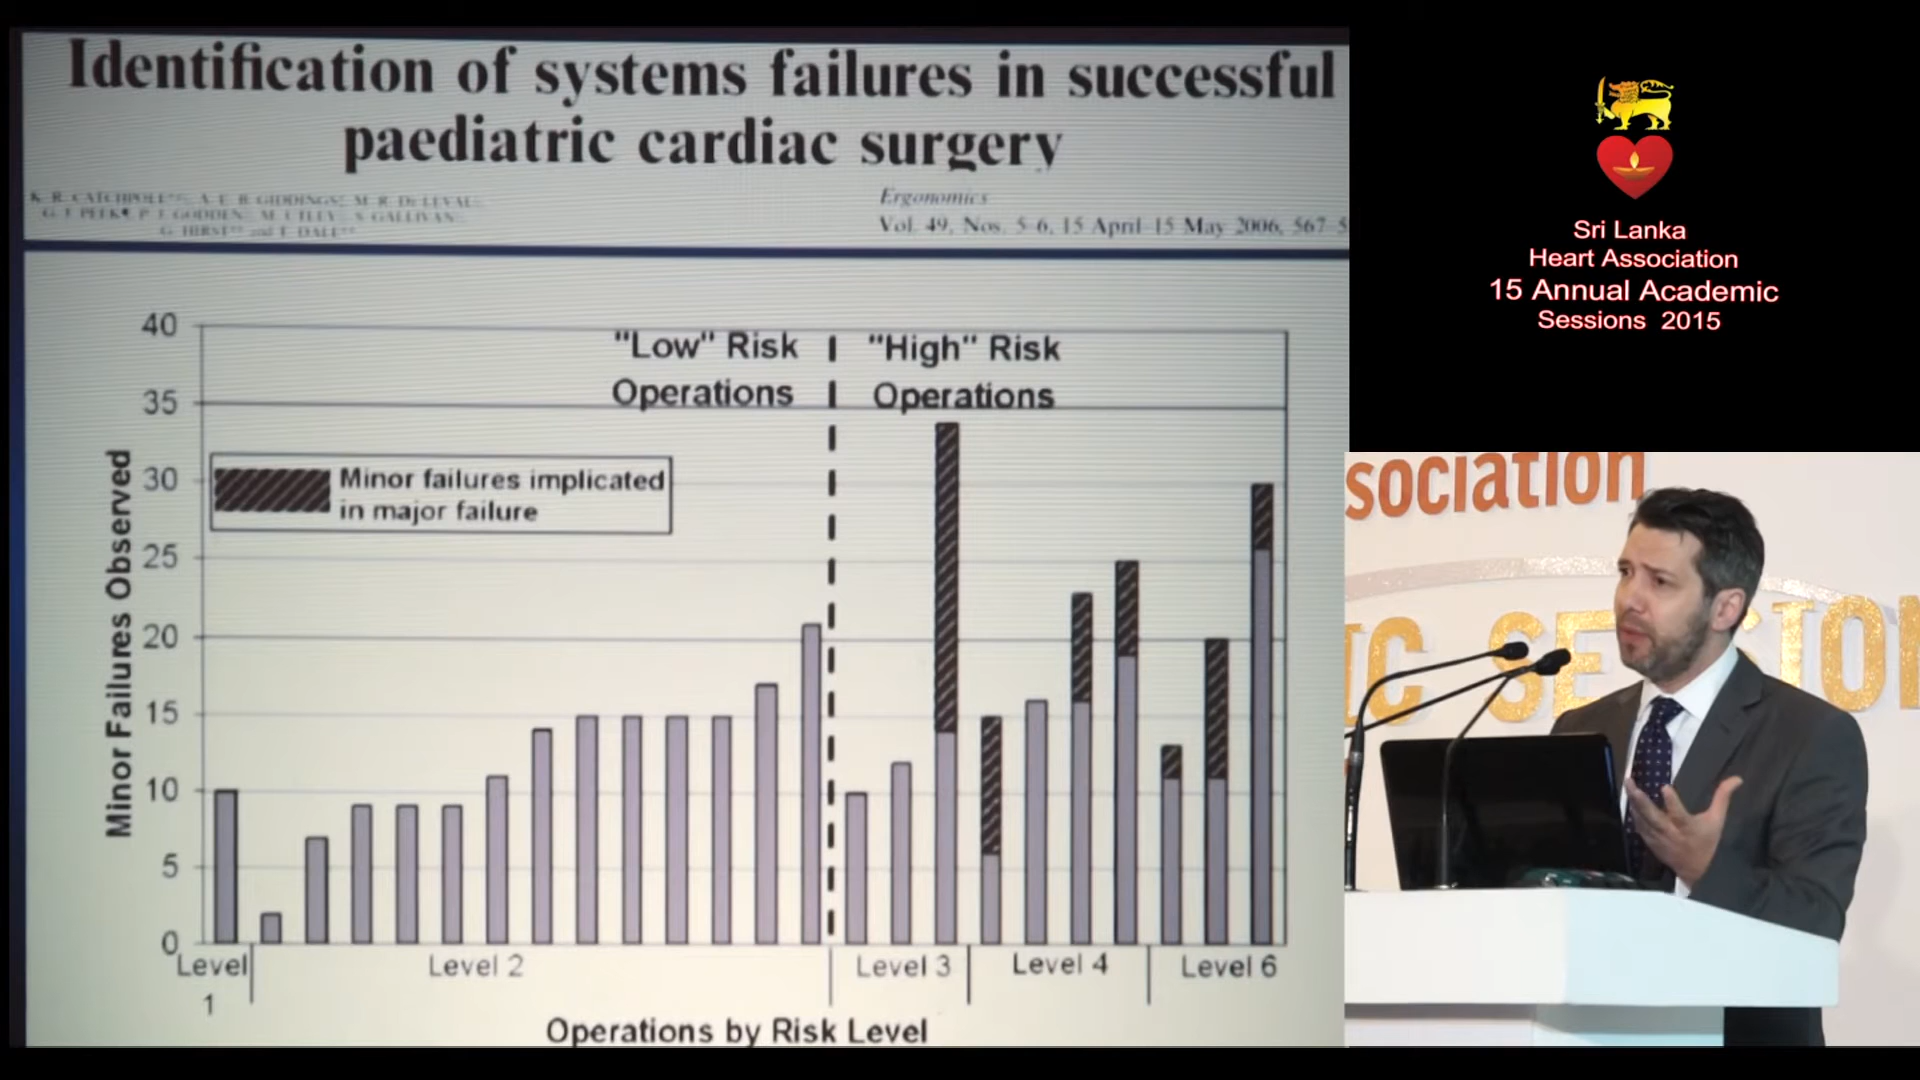 Identification of systems failures in successful
paediatric cardiac surgery
Ergonomics
Vol. 49, Nos. 5-6, 15 April-15 May 2006, 567-5
40
35
30
25
20
15
10
5
0
Minor Failures Observed
"Low" Risk
Operations
"High" Risk
Operations
Minor failures implicated
in major failure
Level
1
Level 2
Level 3
Level 4
Level 6
Operations by Risk Level
Sri Lanka
Heart Association
15 Annual Academic
Sessions 2015
sociation
IC SESSION